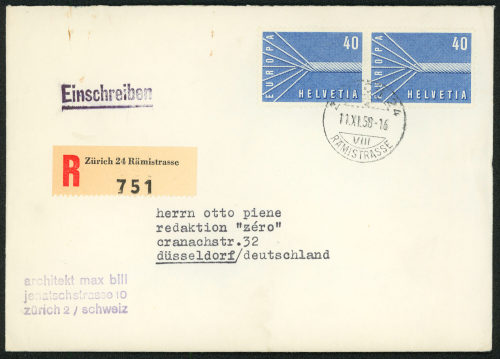 EUROPA 40
HELVETIA
EUROPA 40
HELVETIA
Einschreiben
11.XI.58-16
VIII
RÄMISTRASSE
R Zürich 24 Rämistrasse
751
herrn otto piene
redaktion "zéro"
cranachstr.32
düsseldorf/deutschland
architekt max bill
jenatschstrasse 10
zürich 2 / schweiz